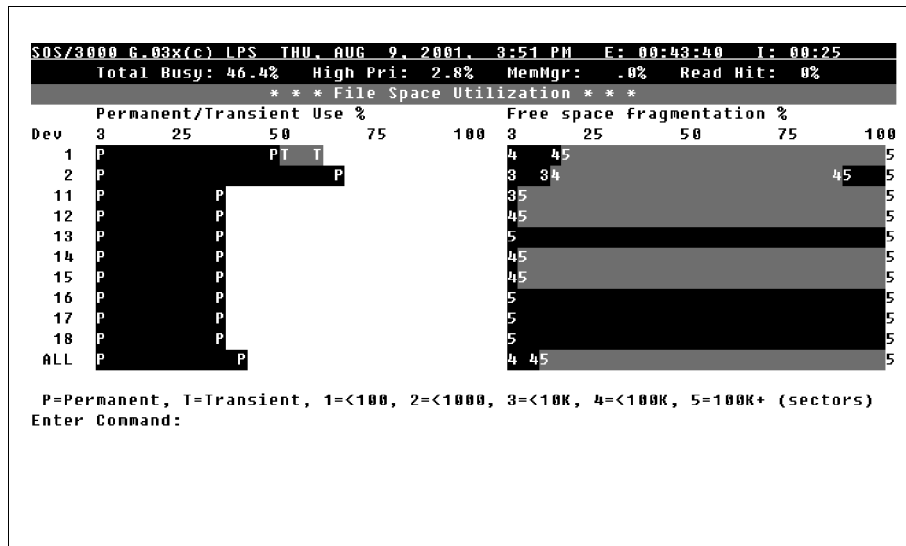 SOS/3000 G.03x(c) LPS THU, AUG 9, 2001, 3:51 PM E: 00:43:40 I: 00:25
Total Busy: 46.4% High Pri: 2.8% MemMgr: .0% Read Hit: 0%
* * * File Space Utilization * * *
Permanent/Transient Use % Free space fragmentation %
Dev 3 25 50 75 100 3 25 50 75 100
1 P PT T 4 45 5
2 P P 3 34 45 5
11 P P 35 5
12 P P 45 5
13 P P 5 5
14 P P 45 5
15 P P 45 5
16 P P 5 5
17 P P 5 5
18 P P 5 5
ALL P P 4 45 5
P=Permanent, T=Transient, 1=<100, 2=<1000, 3=<10K, 4=<100K, 5=100K+ (sectors)
Enter Command: